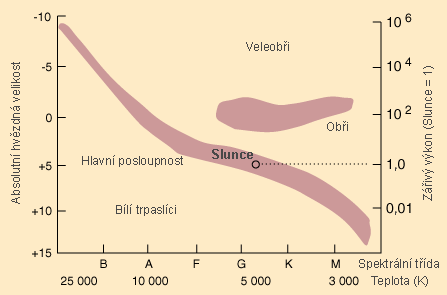 Absolutní hvězdná velikost
-10
-5
0
+5
+10
+15
Veleobři
Obři
Slunce
Hlavní posloupnost
Bílí trpaslíci
10 6
10 4
10 2
1,0
0,01
Zářivý výkon (Slunce = 1)
B A F G K M Spektrální třída
25 000 10 000 5 000 3 000 Teplota (K)